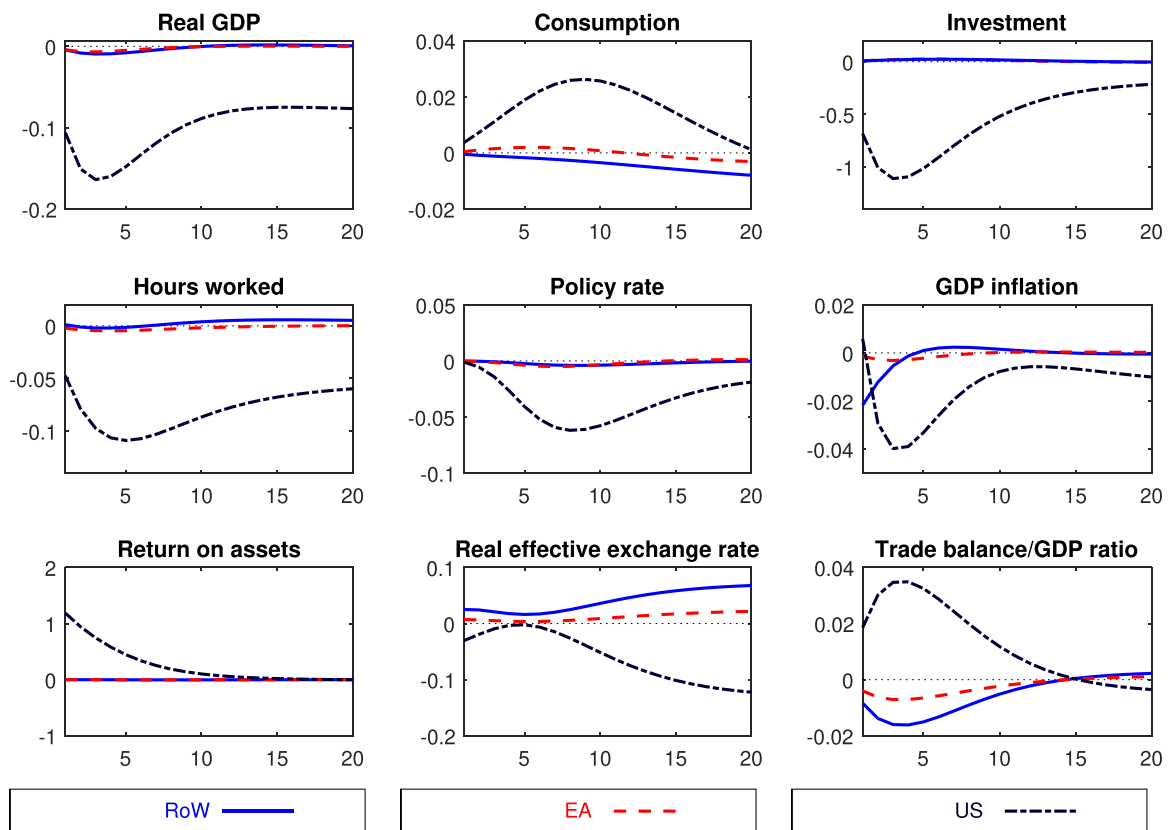 Real GDP
Consumption
Investment
0
-0.1
-0.2
5 10 15 20
0.04
0.02
0
-0.02
5 10 15 20
0
-0.5
-1
5 10 15 20
Hours worked
Policy rate
GDP inflation
0
-0.05
-0.1
5 10 15 20
0.05
0
-0.05
-0.1
5 10 15 20
0.02
0
-0.02
-0.04
5 10 15 20
Return on assets
Real effective exchange rate
Trade balance/GDP ratio
2
1
0
-1
5 10 15 20
0.1
0
-0.1
-0.2
5 10 15 20
0.04
0.02
0
-0.02
5 10 15 20
RoW
EA
US